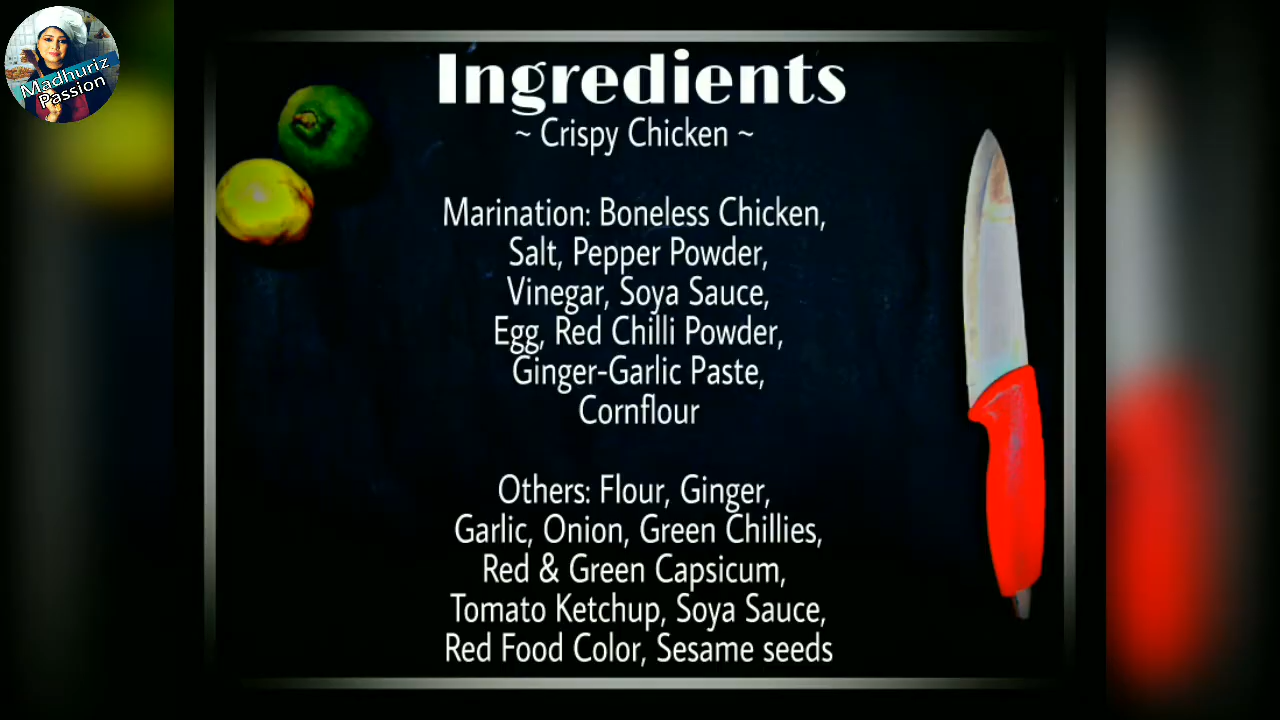 Madhuriz
Passion
Ingredients
~ Crispy Chicken ~
Marination: Boneless Chicken,
Salt, Pepper Powder,
Vinegar, Soya Sauce,
Egg, Red Chilli Powder,
Ginger-Garlic Paste,
Cornflour
Others: Flour, Ginger,
Garlic, Onion, Green Chillies,
Red & Green Capsicum,
Tomato Ketchup, Soya Sauce,
Red Food Color, Sesame seeds